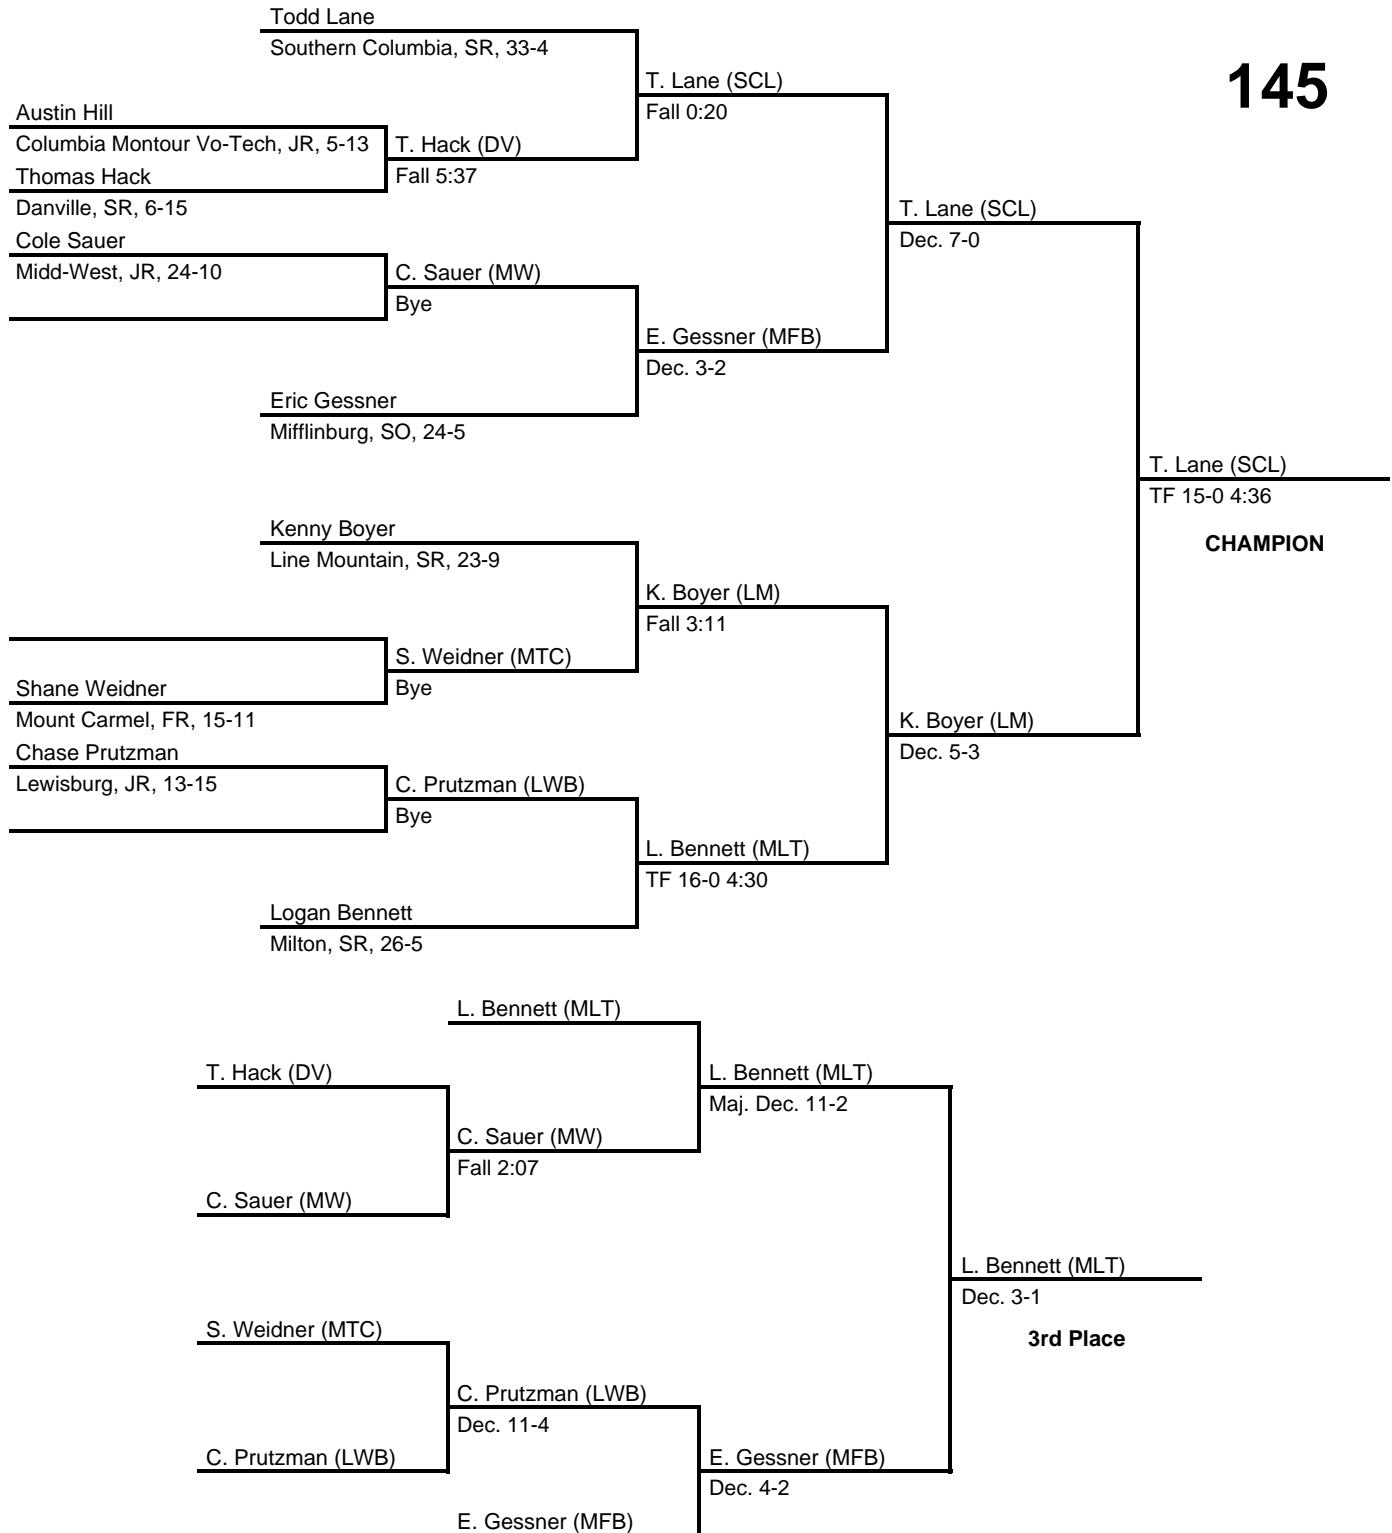 Todd Lane
Southern Columbia, SR, 33-4
145
T. Lane (SCL)
Fall 0:20
Austin Hill
Columbia Montour Vo-Tech, JR, 5-13
T. Hack (DV)
Fall 5:37
Thomas Hack
Danville, SR, 6-15
T. Lane (SCL)
Dec. 7-0
Cole Sauer
Midd-West, JR, 24-10
C. Sauer (MW)
Bye
E. Gessner (MFB)
Dec. 3-2
Eric Gessner
Mifflinburg, SO, 24-5
T. Lane (SCL)
TF 15-0 4:36
CHAMPION
Kenny Boyer
Line Mountain, SR, 23-9
K. Boyer (LM)
Fall 3:11
S. Weidner (MTC)
Bye
Shane Weidner
Mount Carmel, FR, 15-11
K. Boyer (LM)
Dec. 5-3
Chase Prutzman
Lewisburg, JR, 13-15
C. Prutzman (LWB)
Bye
L. Bennett (MLT)
TF 16-0 4:30
Logan Bennett
Milton, SR, 26-5
L. Bennett (MLT)
T. Hack (DV)
L. Bennett (MLT)
Maj. Dec. 11-2
C. Sauer (MW)
Fall 2:07
C. Sauer (MW)
L. Bennett (MLT)
Dec. 3-1
3rd Place
S. Weidner (MTC)
C. Prutzman (LWB)
Dec. 11-4
C. Prutzman (LWB)
E. Gessner (MFB)
Dec. 4-2
E. Gessner (MFB)